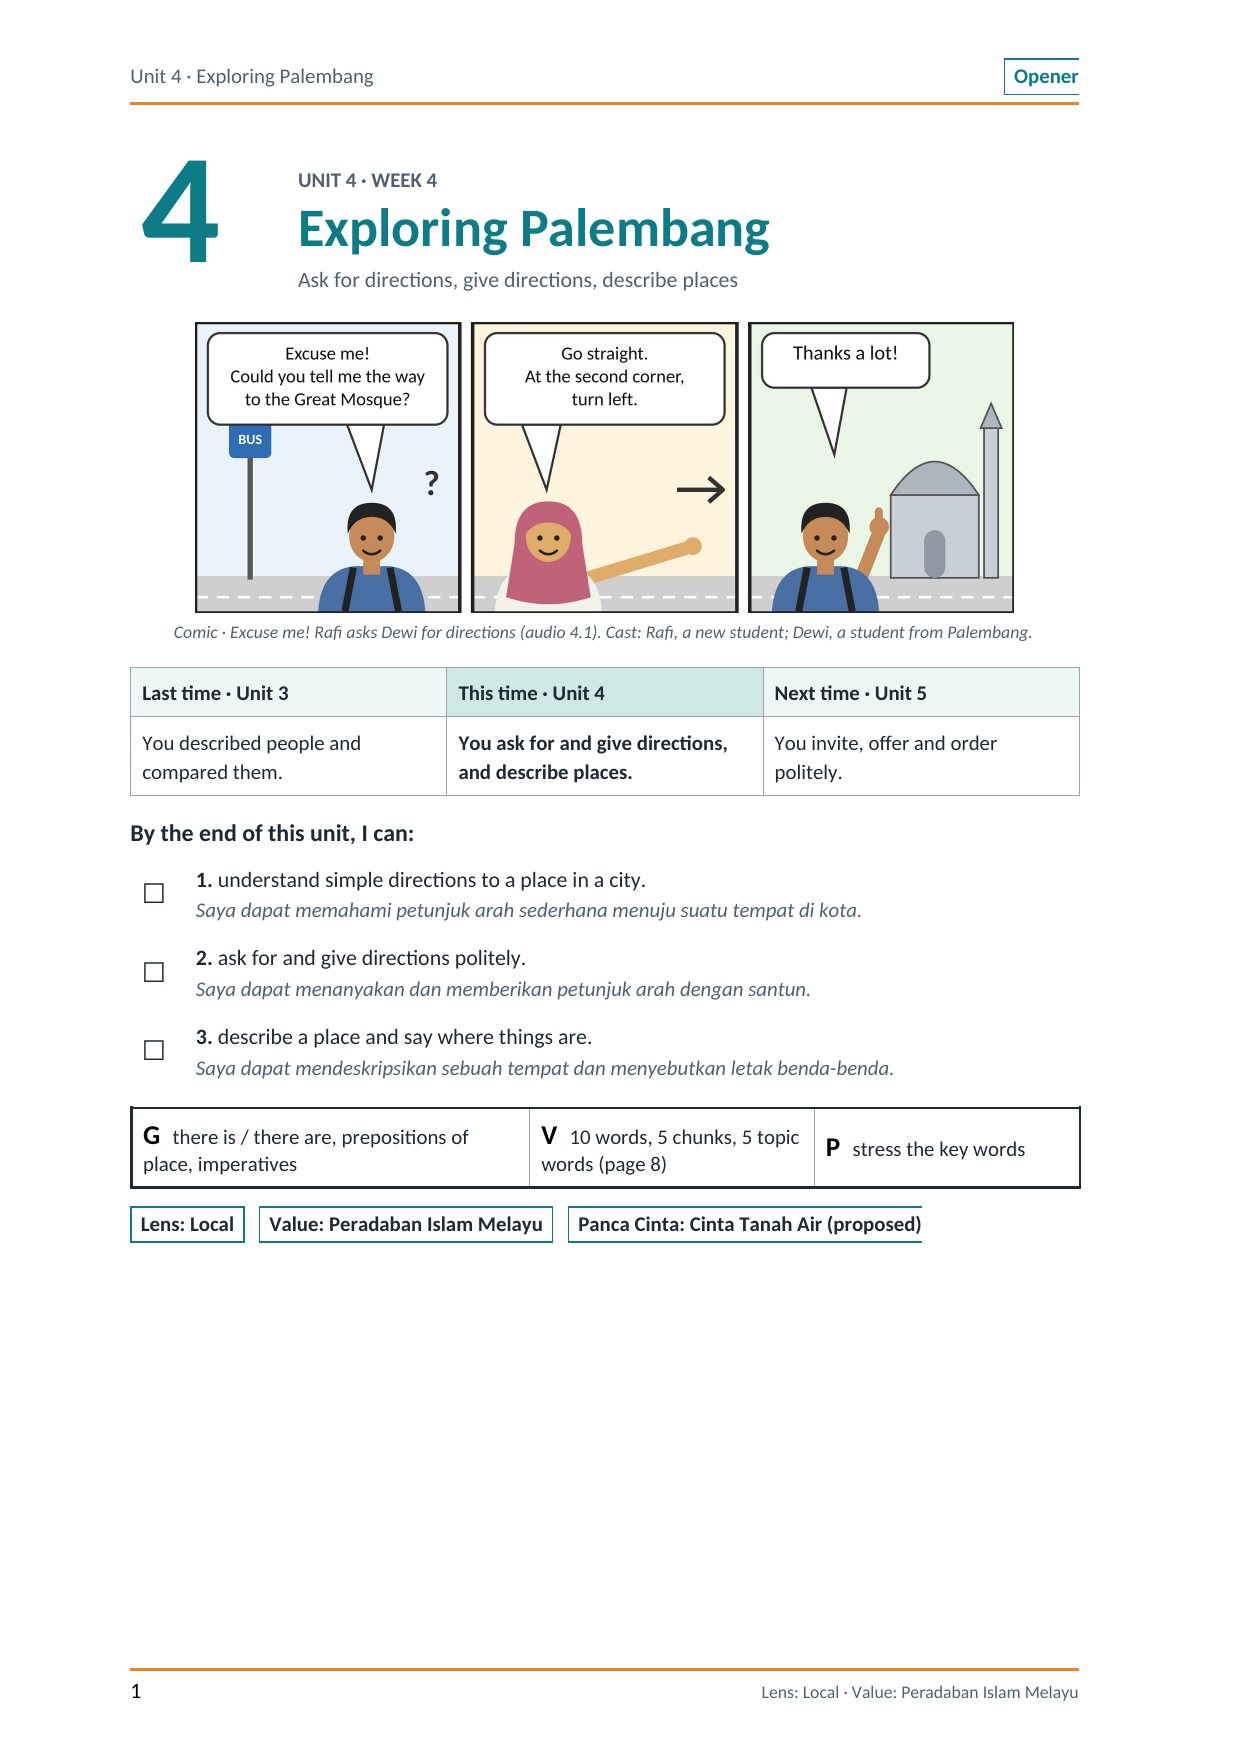 Unit 4 · Exploring Palembang
Opener
4
UNIT 4 · WEEK 4
Exploring Palembang
Ask for directions, give directions, describe places
Excuse me!
Could you tell me the way
to the Great Mosque?
BUS
?
Go straight.
At the second corner,
turn left.
→
Thanks a lot!
Comic · Excuse me! Rafi asks Dewi for directions (audio 4.1). Cast: Rafi, a new student; Dewi, a student from Palembang.
Last time · Unit 3
This time · Unit 4
Next time · Unit 5
You described people and
compared them.
You ask for and give directions,
and describe places.
You invite, offer and order
politely.
By the end of this unit, I can:
☐ 1. understand simple directions to a place in a city.
Saya dapat memahami petunjuk arah sederhana menuju suatu tempat di kota.
☐ 2. ask for and give directions politely.
Saya dapat menanyakan dan memberikan petunjuk arah dengan santun.
☐ 3. describe a place and say where things are.
Saya dapat mendeskripsikan sebuah tempat dan menyebutkan letak benda-benda.
G there is / there are, prepositions of
place, imperatives
V 10 words, 5 chunks, 5 topic
words (page 8)
P stress the key words
Lens: Local
Value: Peradaban Islam Melayu
Panca Cinta: Cinta Tanah Air (proposed)
1
Lens: Local · Value: Peradaban Islam Melayu